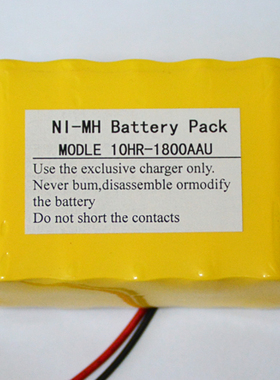 NI-MH Battery Pack
MODLE 10HR-1800AAU
Use the exclusive charger only.
Never bum,disassemble ormodify
the battery
Do not short the contacts